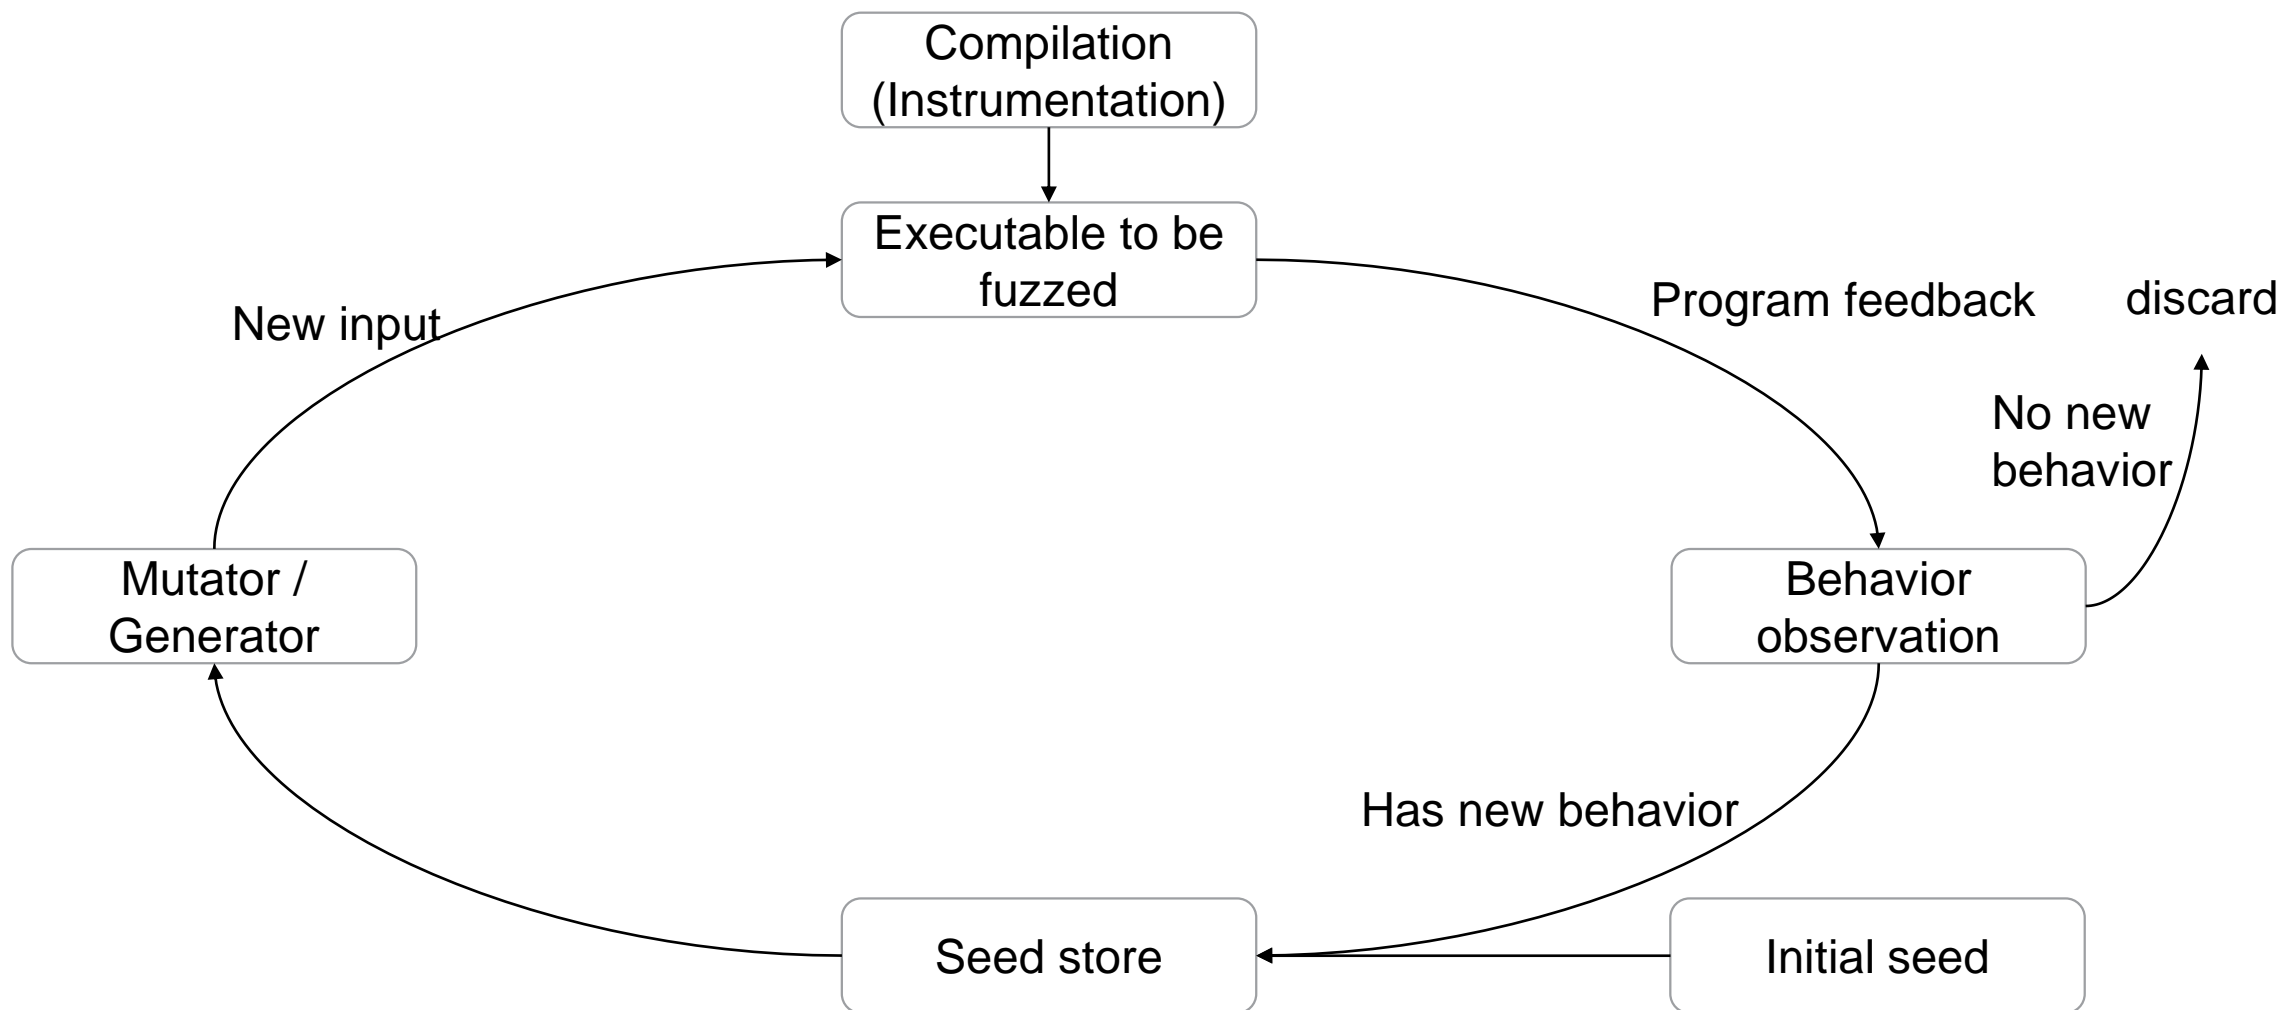 Compilation
(Instrumentation)
Executable to be
fuzzed
New input
Program feedback
discard
No new
behavior
Mutator /
Generator
Behavior
observation
Has new behavior
Seed store
Initial seed